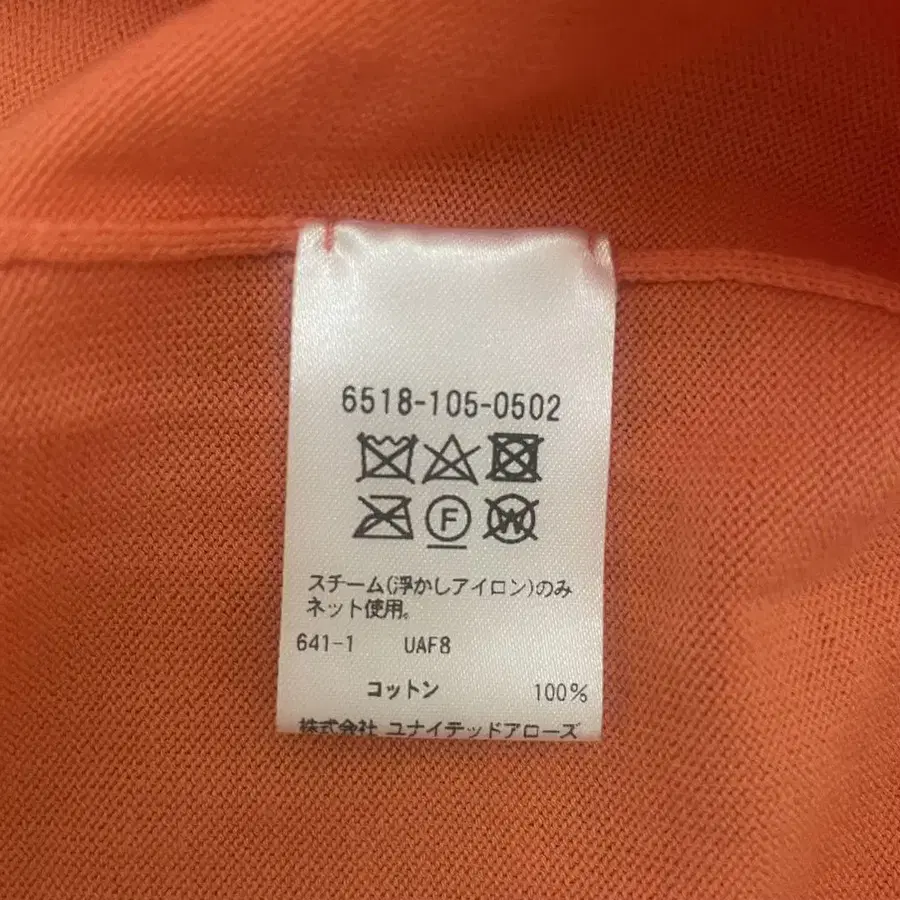 6518-105-0502
F W
スチーム(浮かしアイロン)のみ
ネット使用。
641-1 UAF8
コットン 100%
株式会社 ユナイテッドアローズ